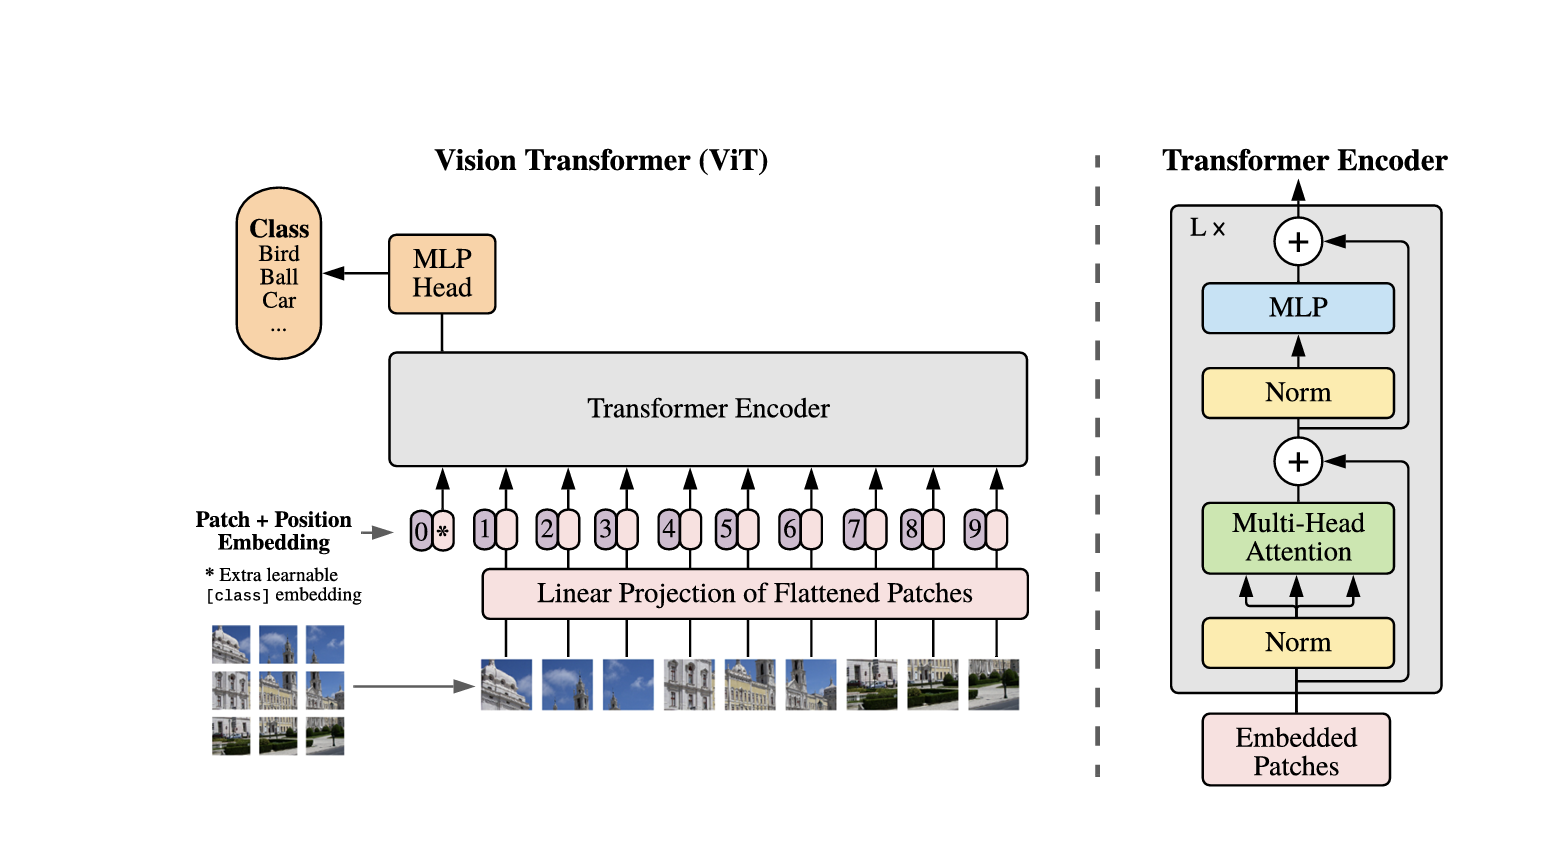 Vision Transformer (ViT)
Class
Bird
Ball
Car
...
MLP
Head
Transformer Encoder
Patch + Position
Embedding
0 * 1 2 3 4 5 6 7 8 9
* Extra learnable
[class] embedding
Linear Projection of Flattened Patches
Transformer Encoder
L x
+
MLP
Norm
+
Multi-Head
Attention
Norm
Embedded
Patches